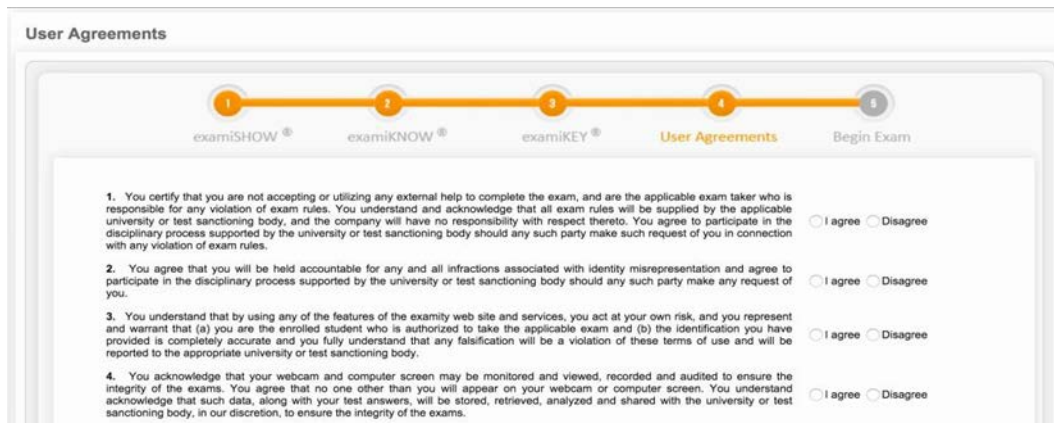 User Agreements
1 2 3 4 5
examiSHOW ® examiKNOW ® examiKEY ® User Agreements Begin Exam
1. You certify that you are not accepting or utilizing any external help to complete the exam, and are the applicable exam taker who is
responsible for any violation of exam rules. You understand and acknowledge that all exam rules will be supplied by the applicable
university or test sanctioning body, and the company will have no responsibility with respect thereto. You agree to participate in the
disciplinary process supported by the university or test sanctioning body should any such party make such request of you in connection
with any violation of exam rules.
I agree Disagree
2. You agree that you will be held accountable for any and all infractions associated with identity misrepresentation and agree to
participate in the disciplinary process supported by the university or test sanctioning body should any such party make any request of
you.
I agree Disagree
3. You understand that by using any of the features of the examity web site and services, you act at your own risk, and you represent
and warrant that (a) you are the enrolled student who is authorized to take the applicable exam and (b) the identification you have
provided is completely accurate and you fully understand that any falsification will be a violation of these terms of use and will be
reported to the appropriate university or test sanctioning body.
I agree Disagree
4. You acknowledge that your webcam and computer screen may be monitored and viewed, recorded and audited to ensure the
integrity of the exams. You agree that no one other than you will appear on your webcam or computer screen. You understand
acknowledge that such data, along with your test answers, will be stored, retrieved, analyzed and shared with the university or test
sanctioning body, in our discretion, to ensure the integrity of the exams.
I agree Disagree